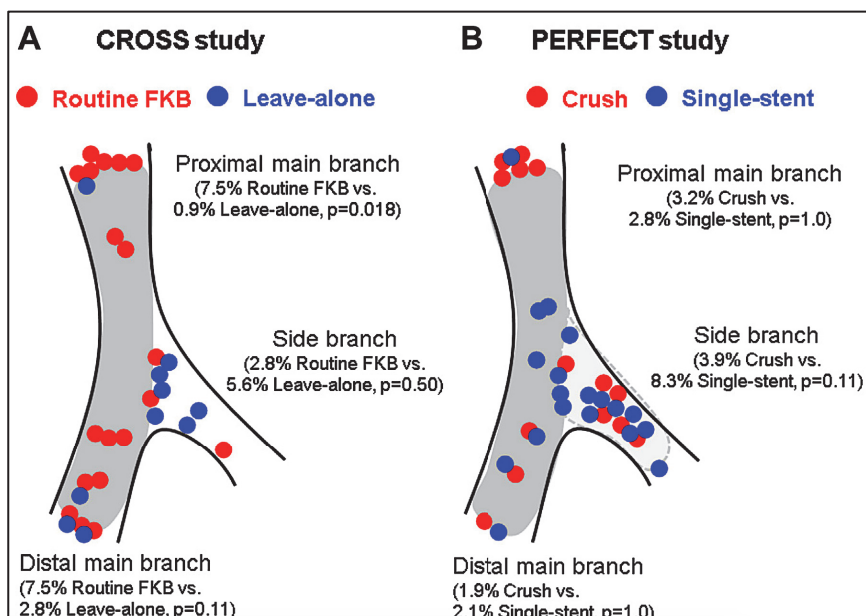 A CROSS study
Routine FKB Leave-alone
Proximal main branch
(7.5% Routine FKB vs.
0.9% Leave-alone, p=0.018)
Side branch
(2.8% Routine FKB vs.
5.6% Leave-alone, p=0.50)
Distal main branch
(7.5% Routine FKB vs.
2.8% Leave-alone, p=0.11)
B PERFECT study
Crush Single-stent
Proximal main branch
(3.2% Crush vs.
2.8% Single-stent, p=1.0)
Side branch
(3.9% Crush vs.
8.3% Single-stent, p=0.11)
Distal main branch
(1.9% Crush vs.
2.1% Single-stent, p=1.0)